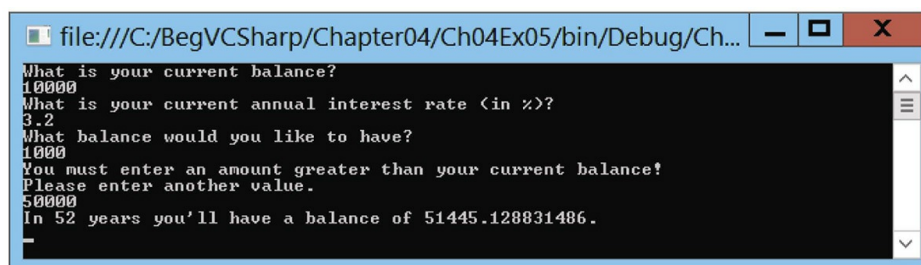 file:///C:/BegVCSharp/Chapter04/Ch04Ex05/bin/Debug/Ch...
What is your current balance?
10000
What is your current annual interest rate (in %)?
3.2
What balance would you like to have?
1000
You must enter an amount greater than your current balance!
Please enter another value.
50000
In 52 years you'll have a balance of 51445.128831486.